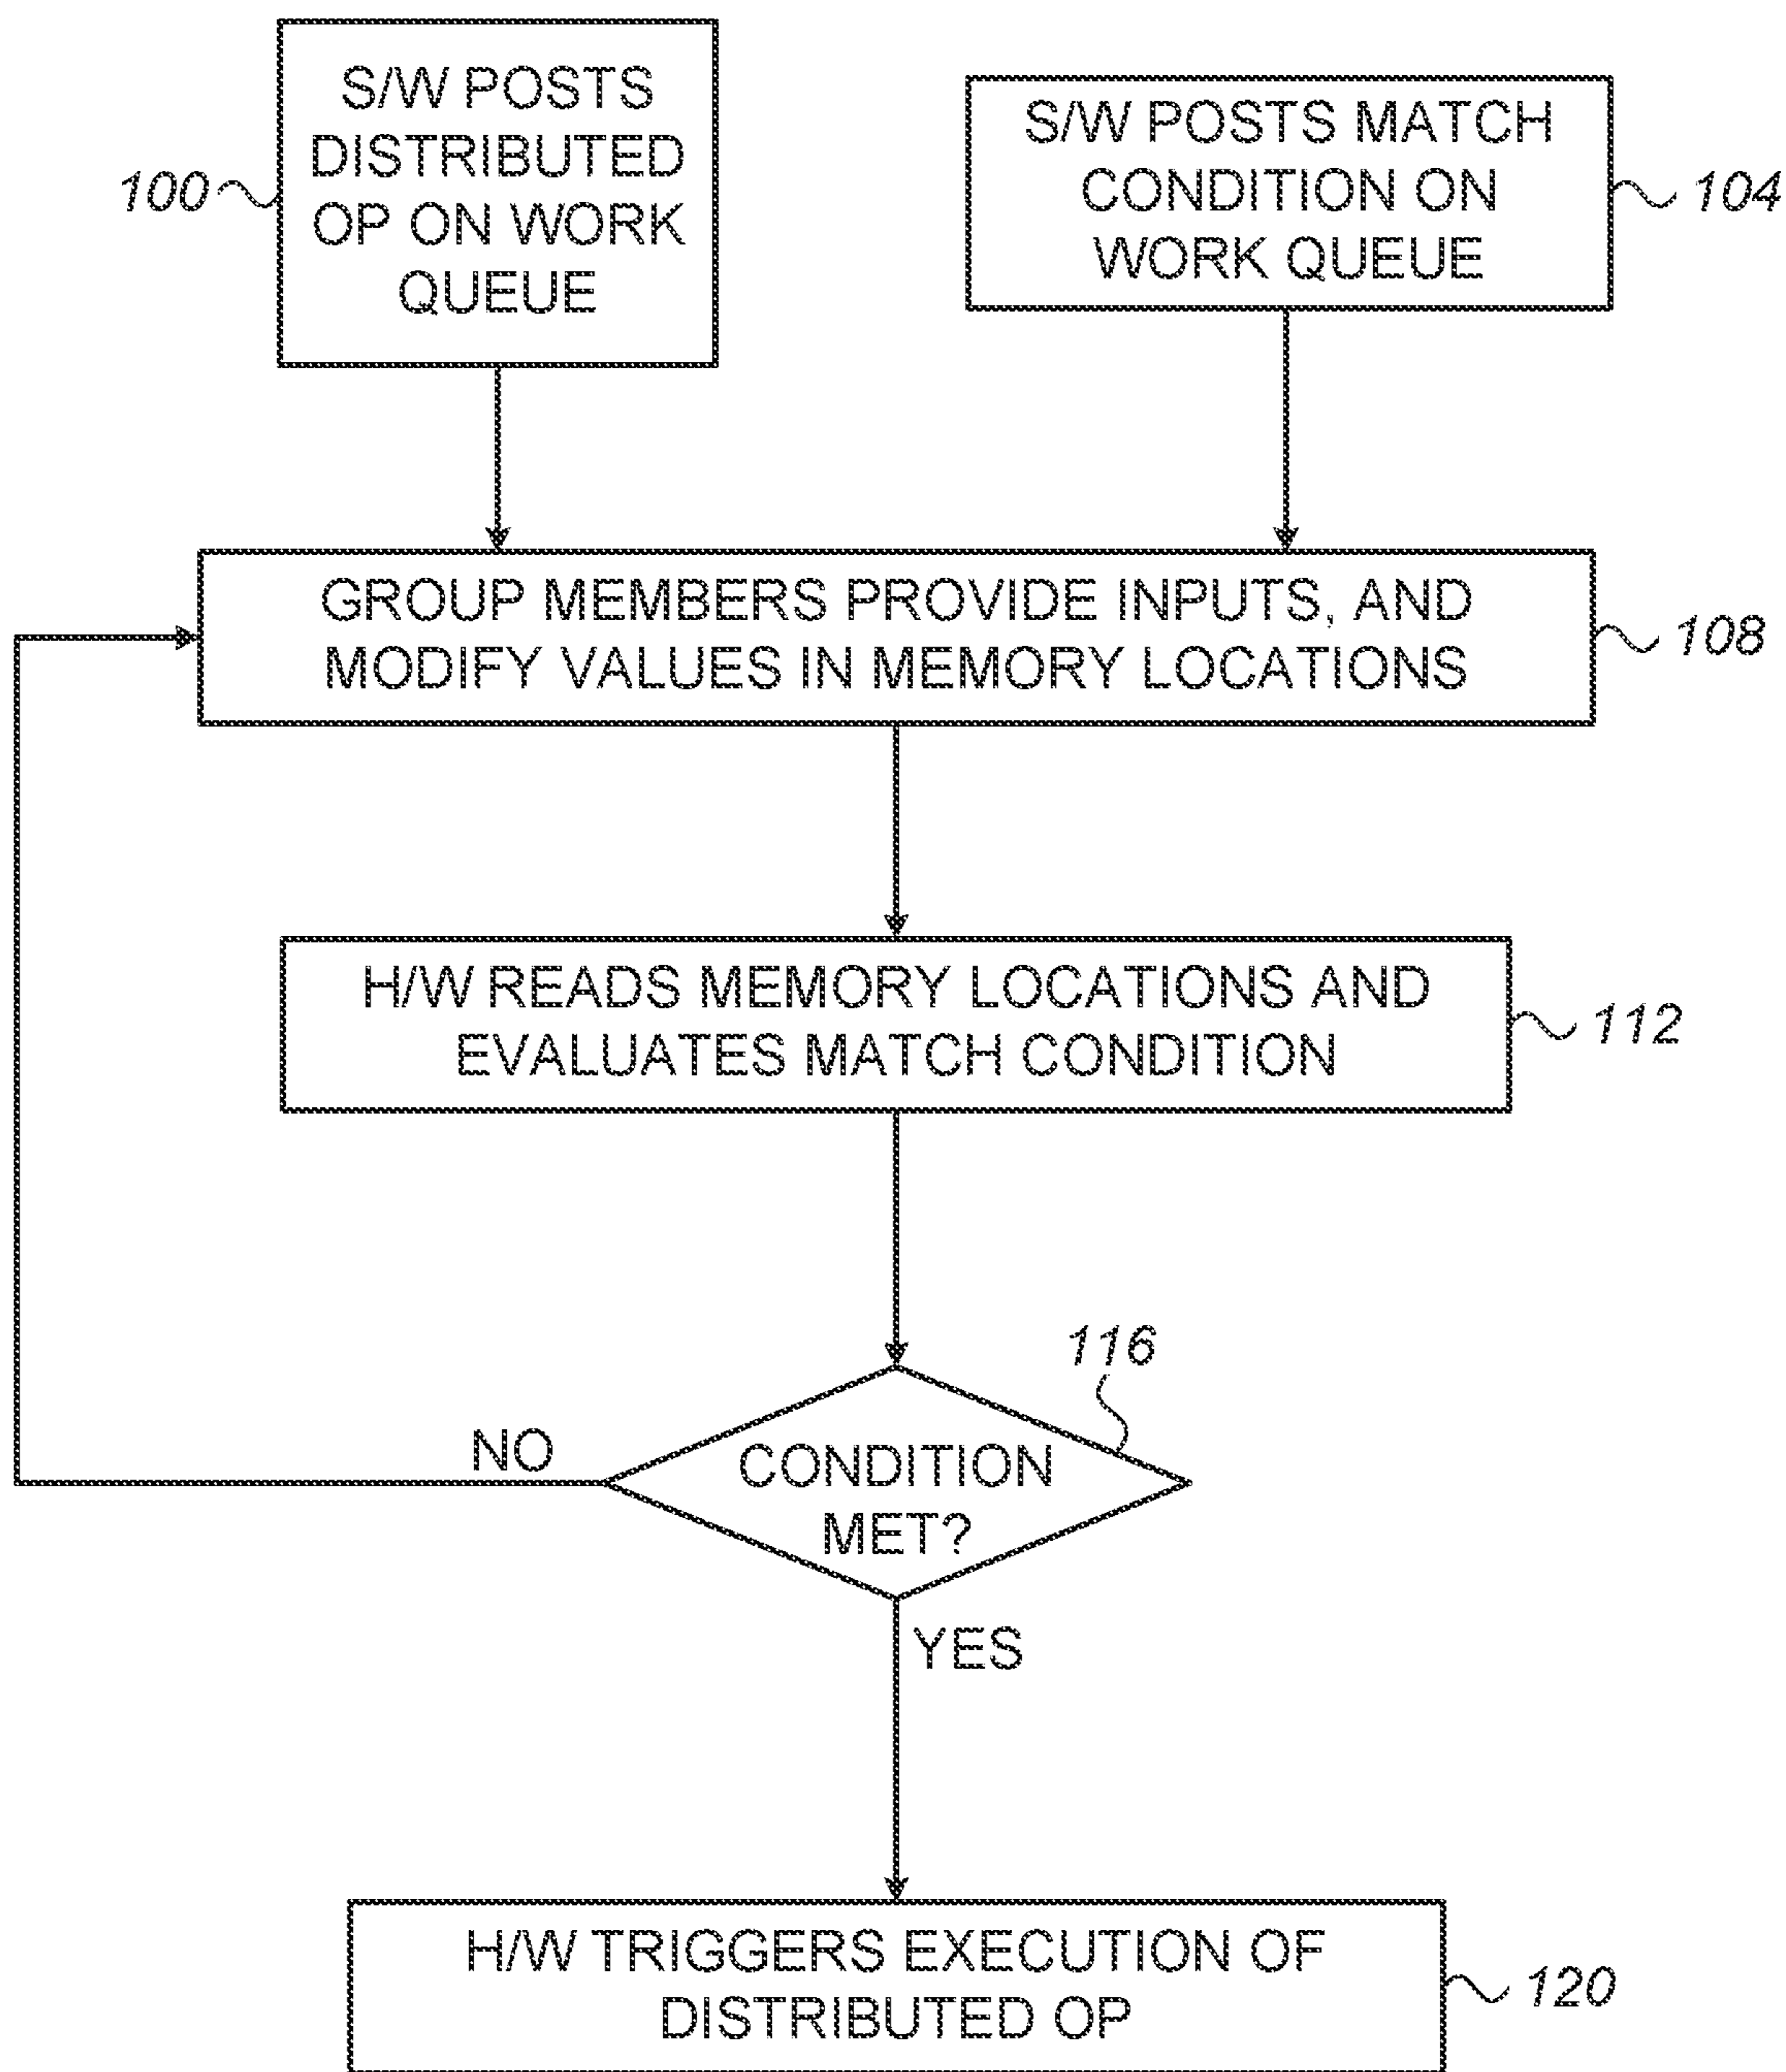 S/W POSTS
DISTRIBUTED
OP ON WORK
QUEUE
100
S/W POSTS MATCH
CONDITION ON
WORK QUEUE
104
GROUP MEMBERS PROVIDE INPUTS, AND
MODIFY VALUES IN MEMORY LOCATIONS
108
H/W READS MEMORY LOCATIONS AND
EVALUATES MATCH CONDITION
112
116
NO
CONDITION
MET?
YES
H/W TRIGGERS EXECUTION OF
DISTRIBUTED OP
120